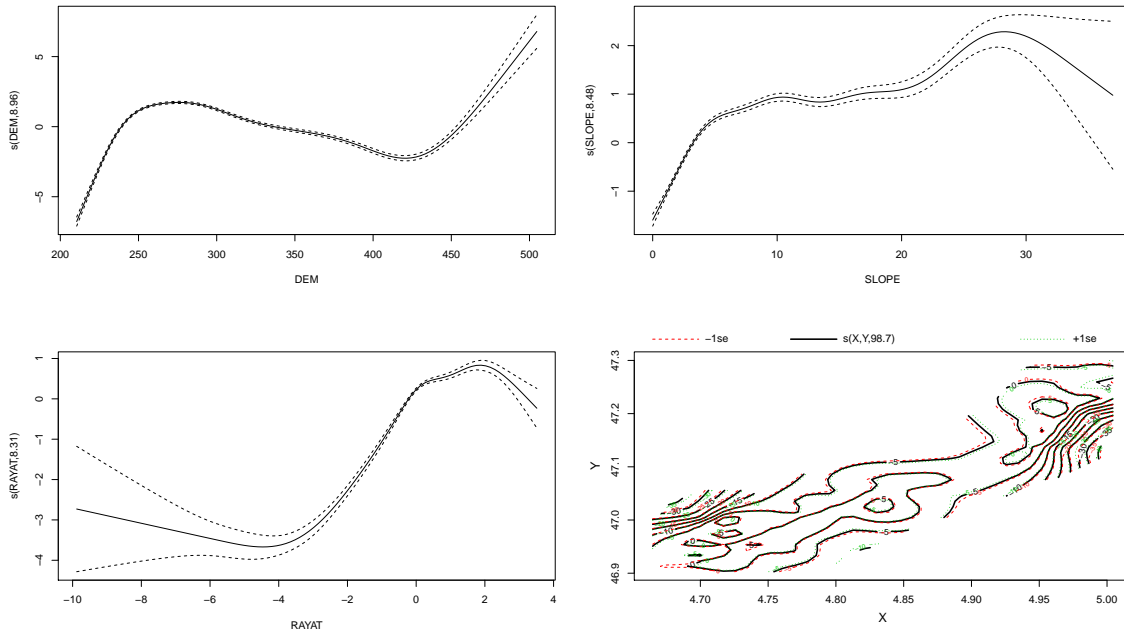 s(DEM,8.96)
5
0
−5
200 250 300 350 400 450 500
DEM
s(SLOPE,8.48)
2
1
0
−1
0 10 20 30
SLOPE
s(RAYAT,8.31)
1
0
−1
−2
−3
−4
−10 −8 −6 −4 −2 0 2 4
RAYAT
−1se s(X,Y,98.7) +1se
Y
47.3
47.2
47.1
47.0
46.9
4.70 4.75 4.80 4.85 4.90 4.95 5.00
X